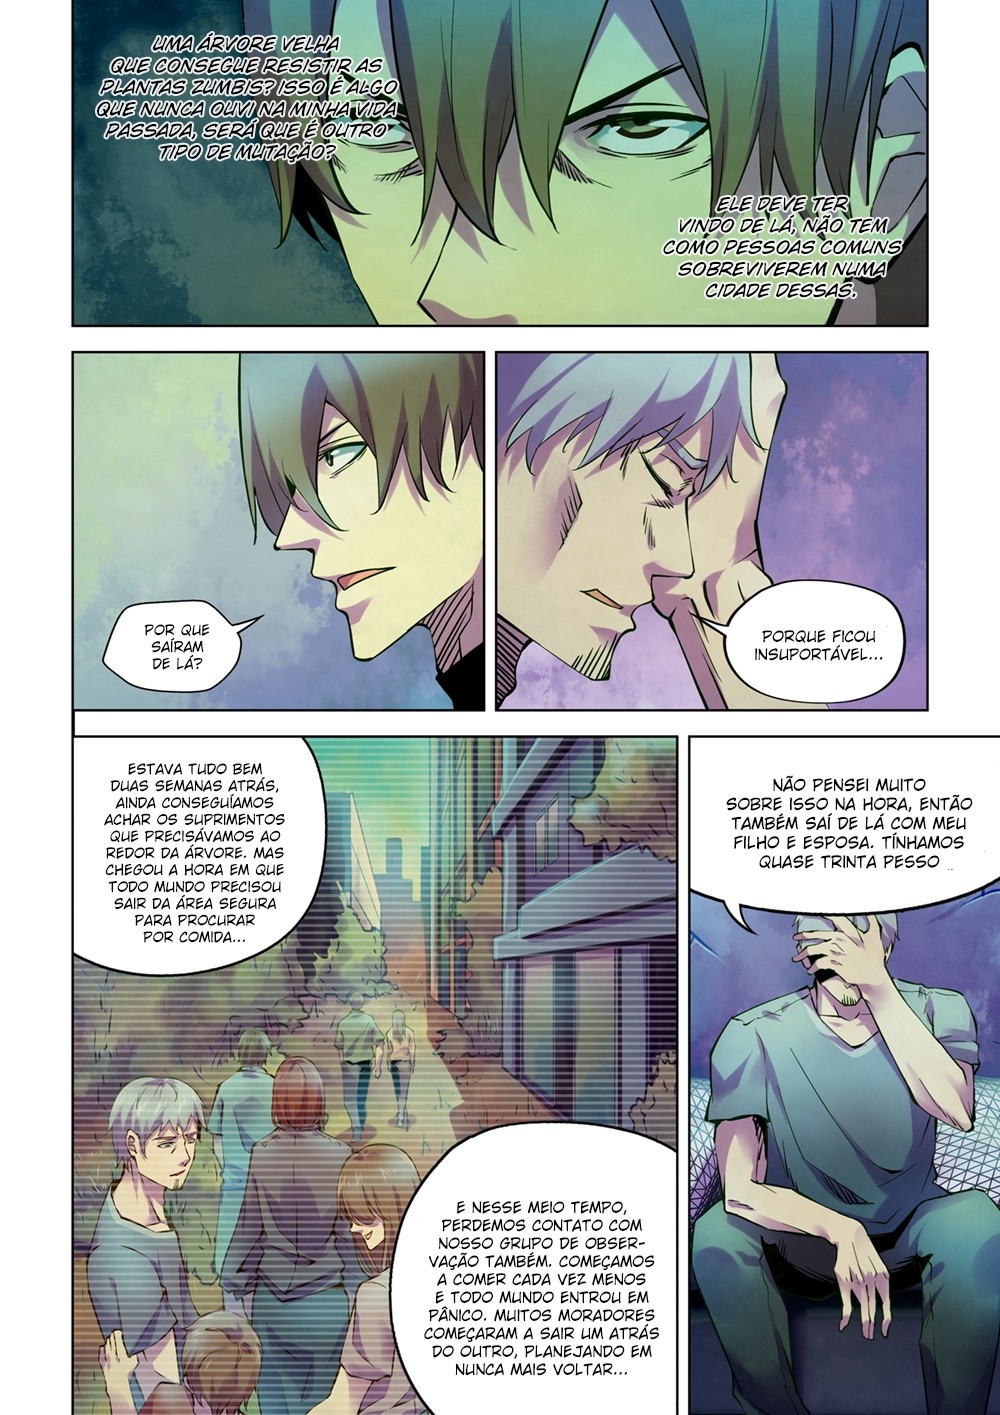 UMA ÁRVORE VELHA
QUE CONSEGUE RESISTIR AS
PLANTAS ZUMBIS? ISSO É ALGO
QUE NUNCA OUVI NA MINHA VIDA
PASSADA, SERÁ QUE É OUTRO
TIPO DE MUTAÇÃO?
ELE DEVE TER
VINDO DE LÁ, NÃO TEM
COMO PESSOAS COMUNS
SOBREVIVEREM NUMA
CIDADE DESSAS.
POR QUE
SAÍRAM
DE LÁ?
PORQUE FICOU
INSUPORTÁVEL...
ESTAVA TUDO BEM
DUAS SEMANAS ATRÁS,
AINDA CONSEGUÍAMOS
ACHAR OS SUPRIMENTOS
QUE PRECISÁVAMOS AO
REDOR DA ÁRVORE. MAS
CHEGOU A HORA EM QUE
TODO MUNDO PRECISOU
SAIR DA ÁREA SEGURA
PARA PROCURAR
POR COMIDA...
E NESSE MEIO TEMPO,
PERDEMOS CONTATO COM
NOSSO GRUPO DE OBSER-
VAÇÃO TAMBÉM. COMEÇAMOS
A COMER CADA VEZ MENOS
E TODO MUNDO ENTROU EM
PÂNICO. MUITOS MORADORES
COMEÇARAM A SAIR UM ATRÁS
DO OUTRO, PLANEJANDO EM
NUNCA MAIS VOLTAR...
NÃO PENSEI MUITO
SOBRE ISSO NA HORA, ENTÃO
TAMBÉM SAÍ DE LÁ COM MEU
FILHO E ESPOSA. TÍNHAMOS
QUASE TRINTA PESSO ..